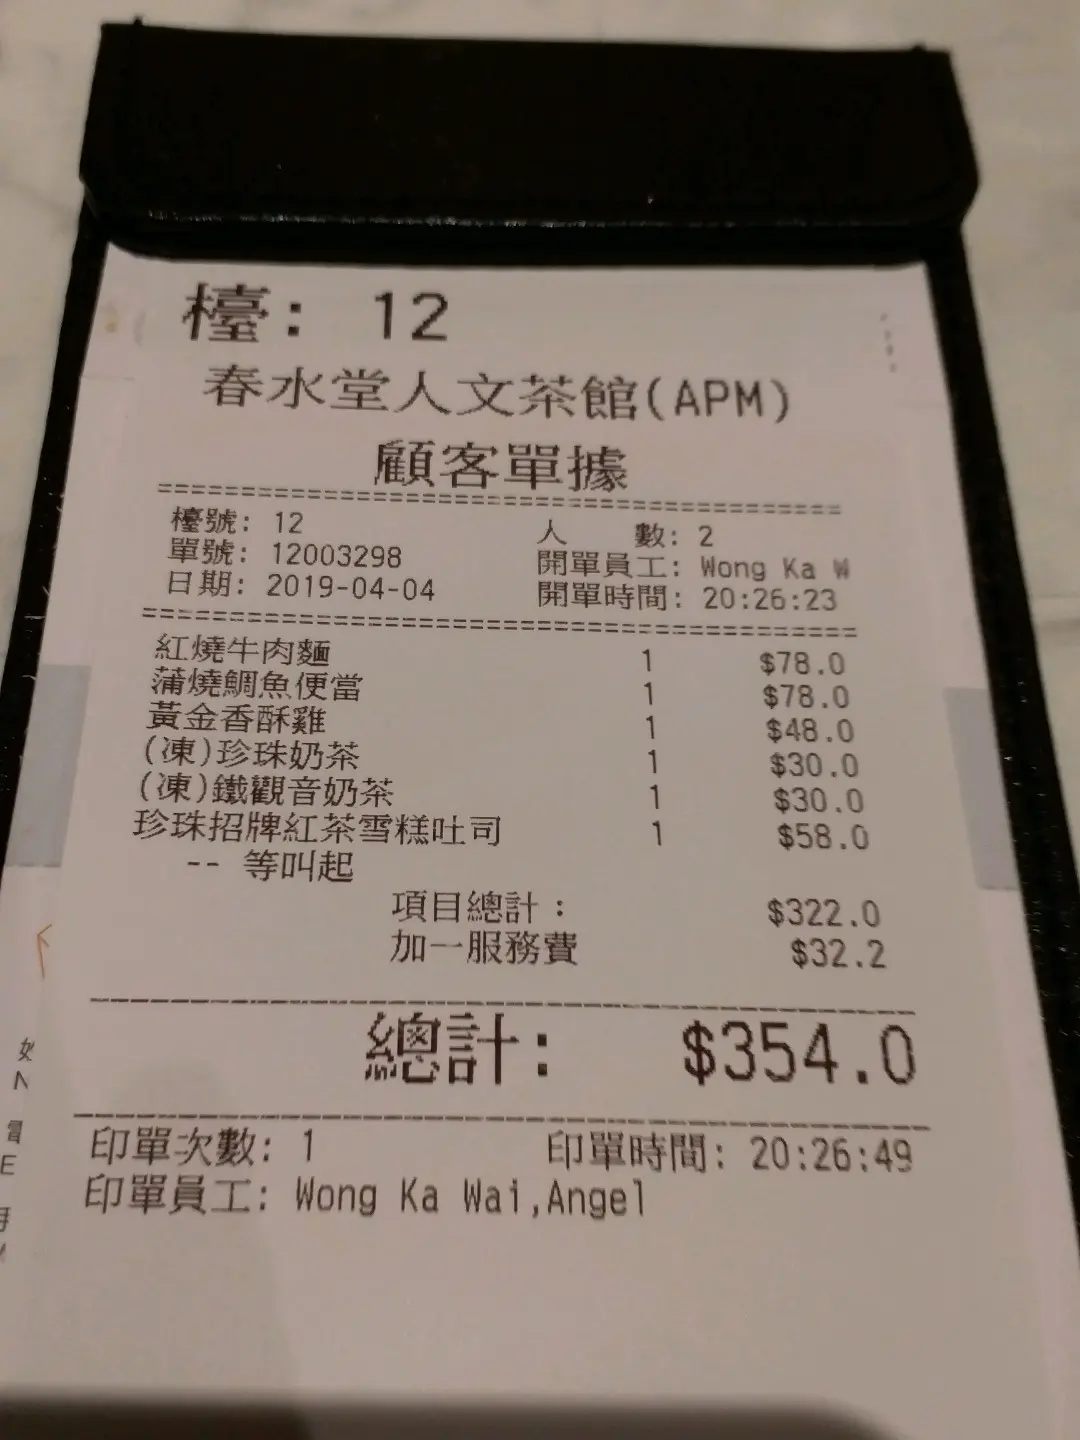 檯: 12
春水堂人文茶館(APM)
顧客單據
檯號: 12 人 數: 2
單號: 12003298 開單員工: Wong Ka W
日期: 2019-04-04 開單時間: 20:26:23
紅燒牛肉麵 1 $78.0
蒲燒鯛魚便當 1 $78.0
黃金香酥雞 1 $48.0
(凍)珍珠奶茶 1 $30.0
(凍)鐵觀音奶茶 1 $30.0
珍珠招牌紅茶雪糕吐司 1 $58.0
-- 等叫起
項目總計: $322.0
加一服務費 $32.2
總計: $354.0
印單次數: 1 印單時間: 20:26:49
印單員工: Wong Ka Wai,Angel